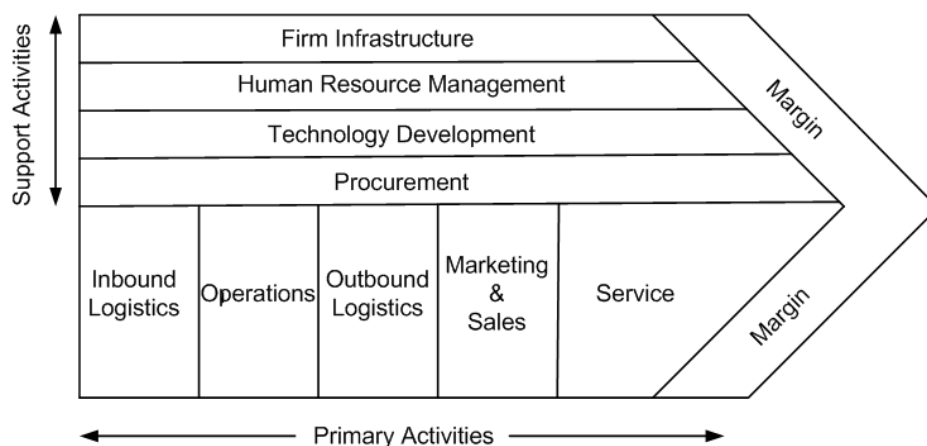 Support Activities
Firm Infrastructure
Human Resource Management
Technology Development
Procurement
Margin
Inbound
Logistics
Operations
Outbound
Logistics
Marketing
&
Sales
Service
Margin
Primary Activities